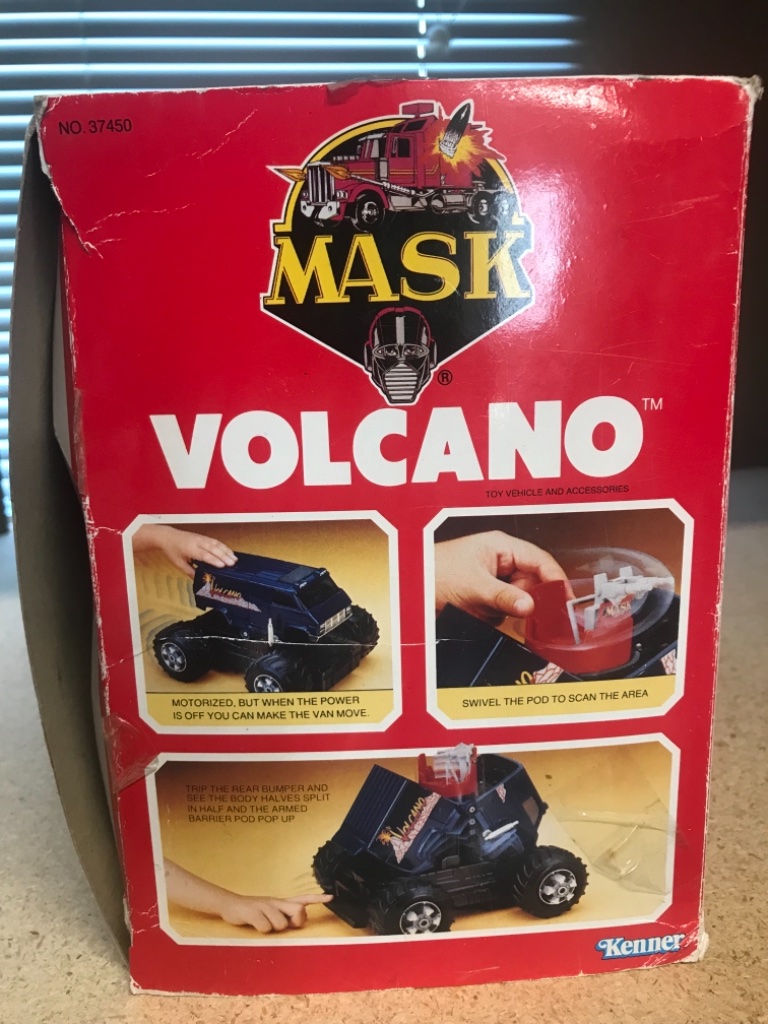 NO. 37450
MASK
®
VOLCANO™
TOY VEHICLE AND ACCESSORIES
VOLCANO
MOTORIZED, BUT WHEN THE POWER
IS OFF YOU CAN MAKE THE VAN MOVE.
SWIVEL THE POD TO SCAN THE AREA
TRIP THE REAR BUMPER AND
SEE THE BODY HALVES SPLIT
IN HALF AND THE ARMED
BARRIER POD POP UP
VOLCANO
Kenner